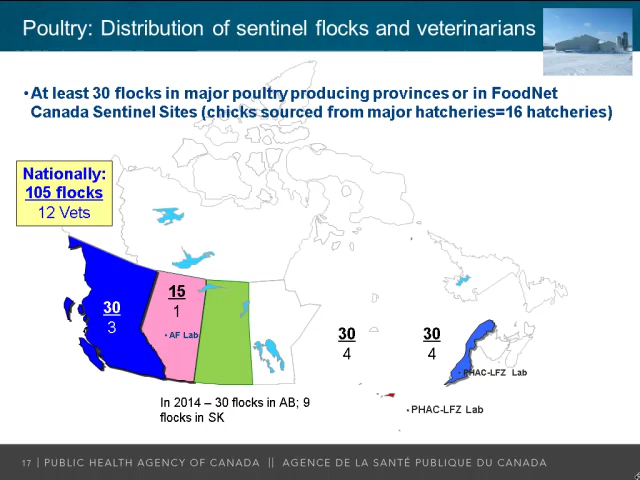 Poultry: Distribution of sentinel flocks and veterinarians
•At least 30 flocks in major poultry producing provinces or in FoodNet
Canada Sentinel Sites (chicks sourced from major hatcheries=16 hatcheries)
Nationally:
105 flocks
12 Vets
30
3
15
1
• AF Lab
30
4
30
4
• PHAC-LFZ Lab
In 2014 – 30 flocks in AB; 9
flocks in SK
•PHAC-LFZ Lab
17 | PUBLIC HEALTH AGENCY OF CANADA || AGENCE DE LA SANTÉ PUBLIQUE DU CANADA